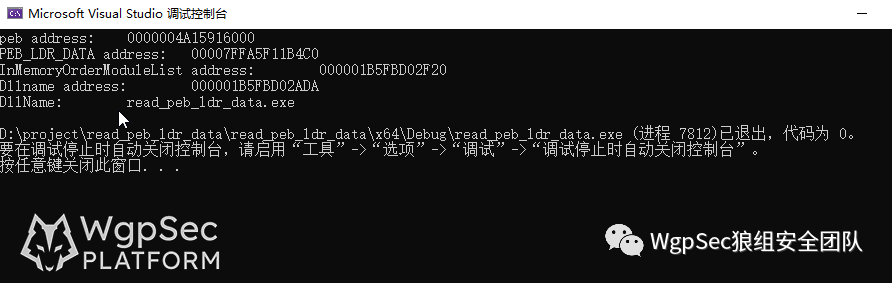 Microsoft Visual Studio 调试控制台
peb address:    0000004A15916000
PEB_LDR_DATA address:   00007FFA5F11B4C0
InMemoryOrderModuleList address:        000001B5FBD02F20
Dllname address:        000001B5FBD02ADA
DllName:        read_peb_ldr_data.exe
D:\project\read_peb_ldr_data\read_peb_ldr_data\x64\Debug\read_peb_ldr_data.exe (进程 7812)已退出，代码为 0。
要在调试停止时自动关闭控制台，请启用“工具”->“选项”->“调试”->“调试停止时自动关闭控制台”。
按任意键关闭此窗口. . .
WgpSec
PLATFORM
WgpSec狼组安全团队